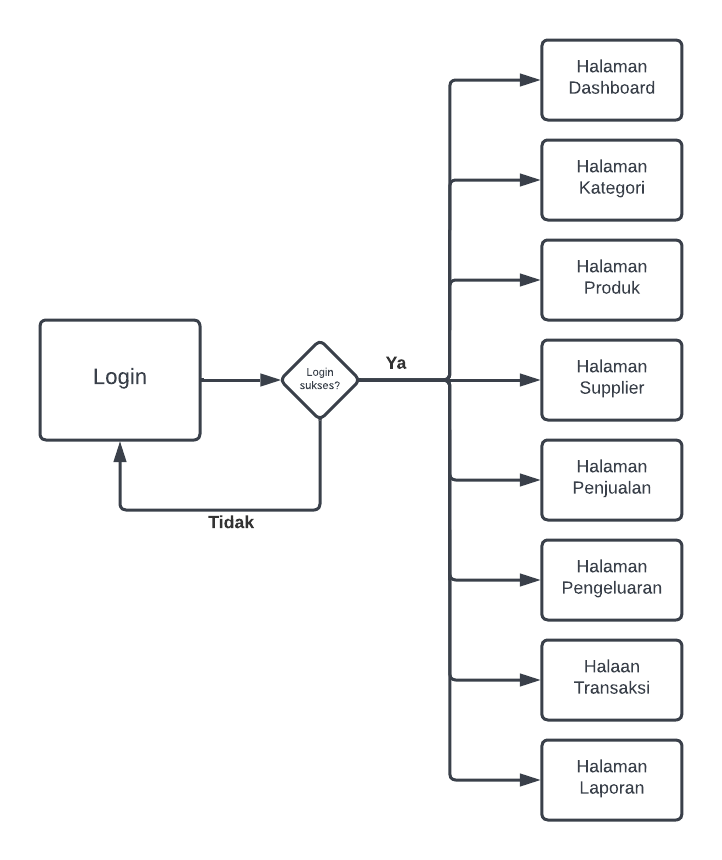 Halaman
Dashboard
Halaman
Kategori
Halaman
Produk
Login
Login
sukses?
Ya
Halaman
Supplier
Tidak
Halaman
Penjualan
Halaman
Pengeluaran
Halaan
Transaksi
Halaman
Laporan